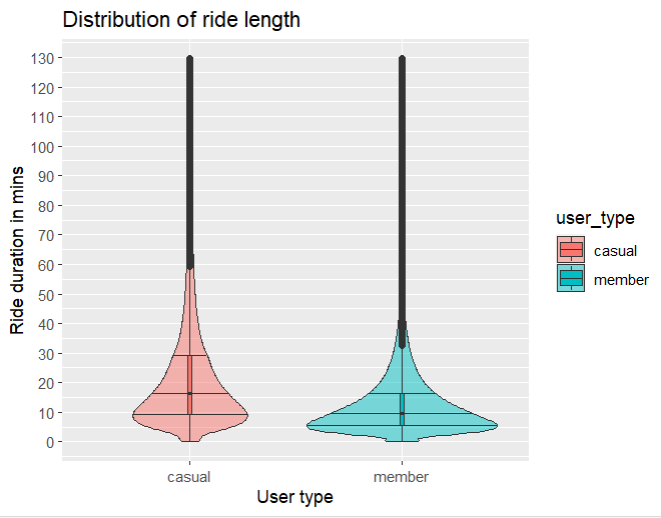 Distribution of ride length
Ride duration in mins
130
120
110
100
90
80
70
60
50
40
30
20
10
0
casual
member
User type
user_type
casual
member